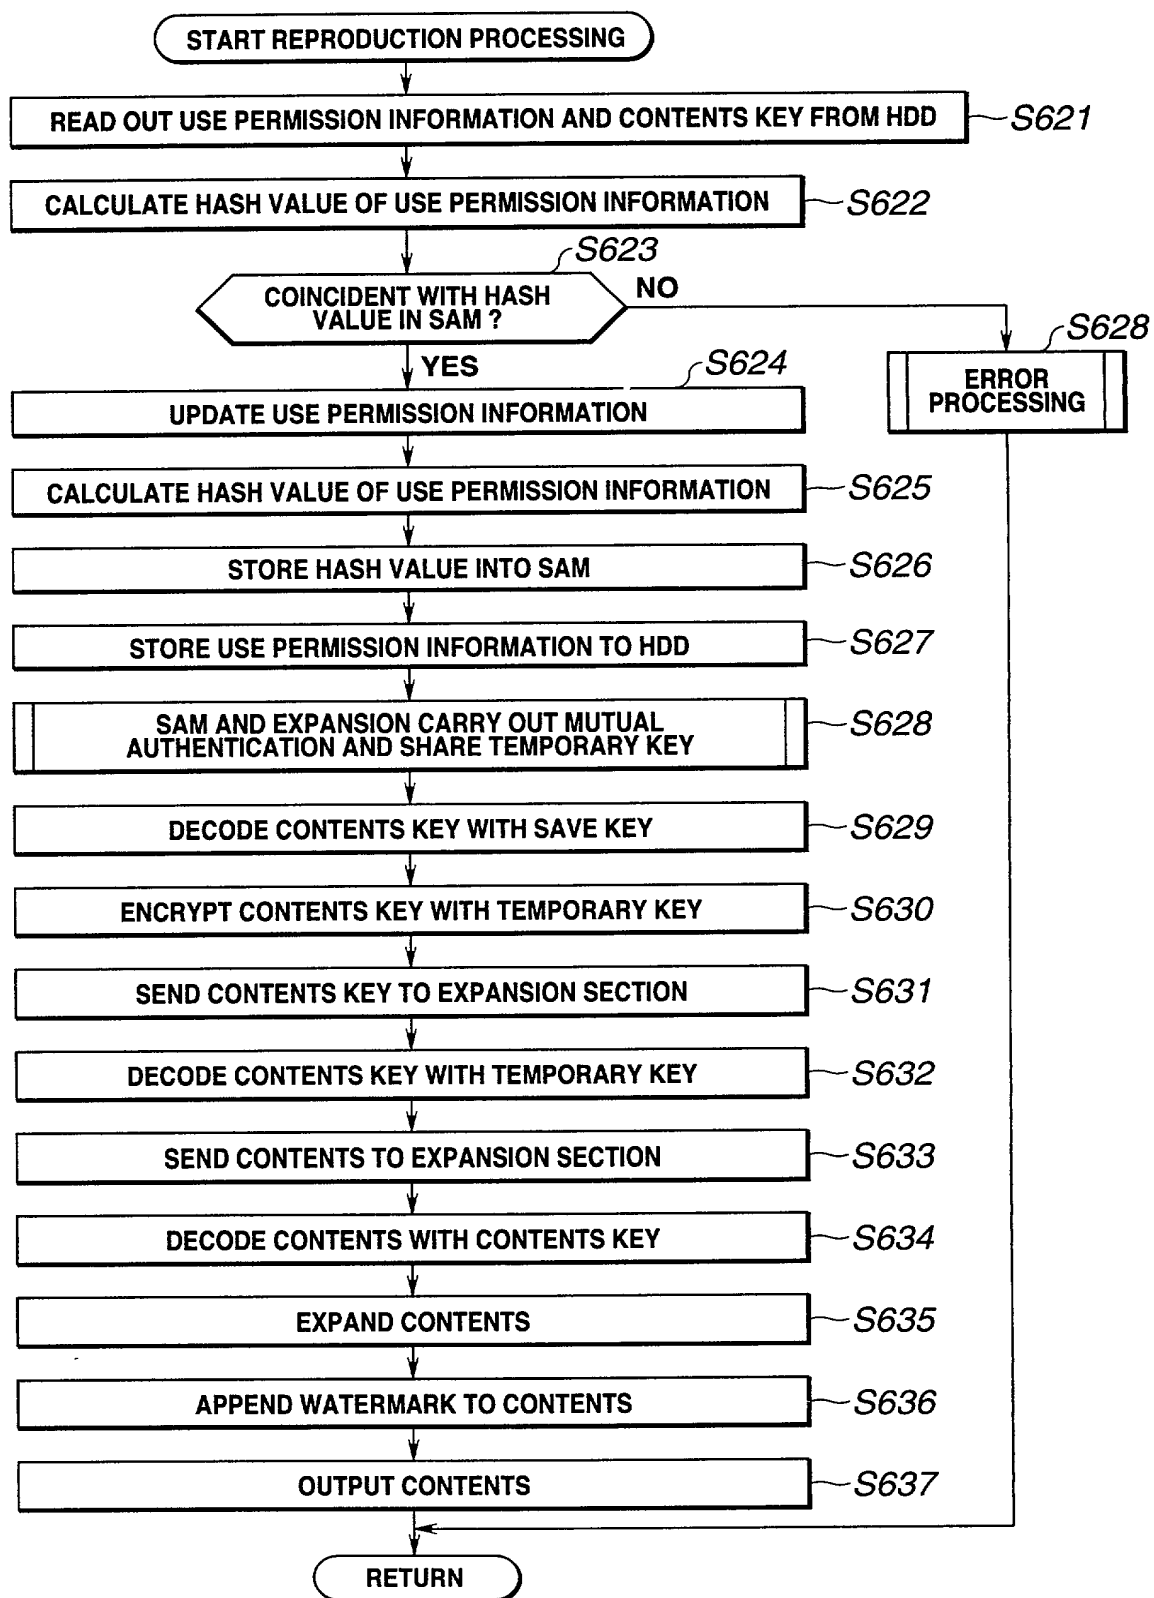 START REPRODUCTION PROCESSING
READ OUT USE PERMISSION INFORMATION AND CONTENTS KEY FROM HDD
S621
CALCULATE HASH VALUE OF USE PERMISSION INFORMATION
S622
S623
COINCIDENT WITH HASH
VALUE IN SAM ?
NO
YES
S628
ERROR
PROCESSING
S624
UPDATE USE PERMISSION INFORMATION
CALCULATE HASH VALUE OF USE PERMISSION INFORMATION
S625
STORE HASH VALUE INTO SAM
S626
STORE USE PERMISSION INFORMATION TO HDD
S627
SAM AND EXPANSION CARRY OUT MUTUAL
AUTHENTICATION AND SHARE TEMPORARY KEY
S628
DECODE CONTENTS KEY WITH SAVE KEY
S629
ENCRYPT CONTENTS KEY WITH TEMPORARY KEY
S630
SEND CONTENTS KEY TO EXPANSION SECTION
S631
DECODE CONTENTS KEY WITH TEMPORARY KEY
S632
SEND CONTENTS TO EXPANSION SECTION
S633
DECODE CONTENTS WITH CONTENTS KEY
S634
EXPAND CONTENTS
S635
APPEND WATERMARK TO CONTENTS
S636
OUTPUT CONTENTS
S637
RETURN